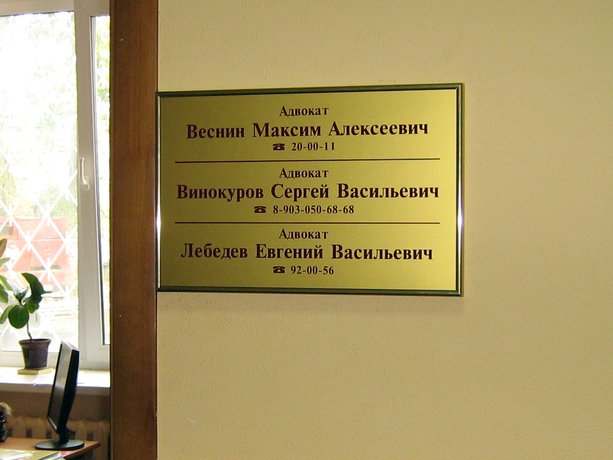 Адвокат
Веснин Максим Алексеевич
☎ 20-00-11
Адвокат
Винокуров Сергей Васильевич
☎ 8-903-050-68-68
Адвокат
Лебедев Евгений Васильевич
☎ 92-00-56